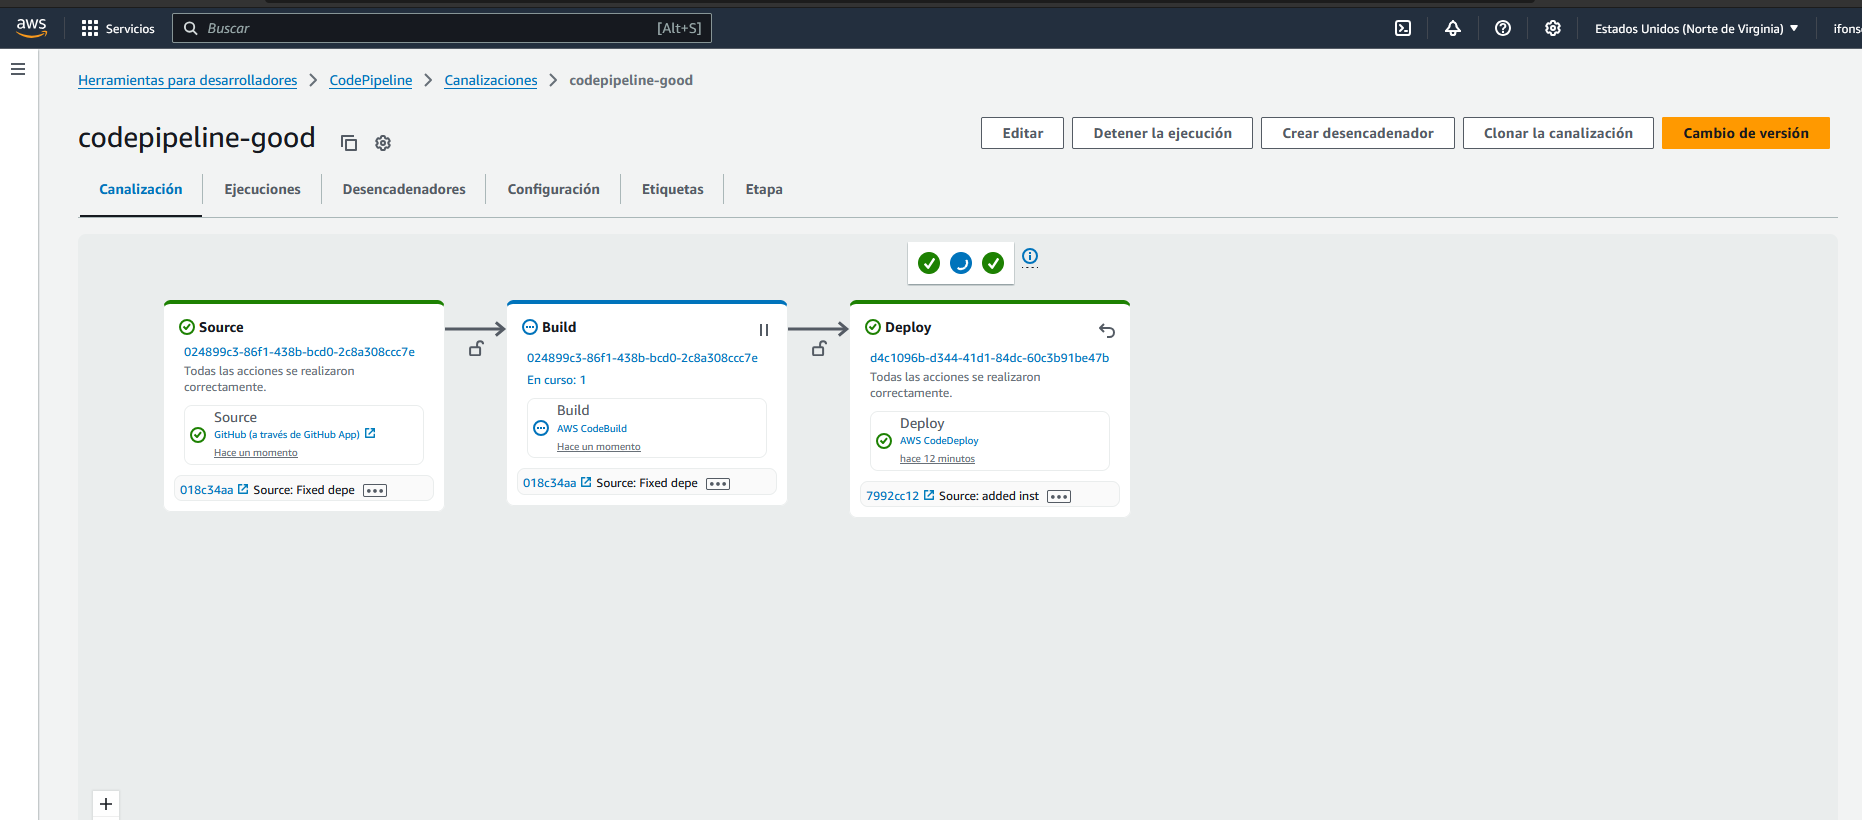 aws
Servicios
Buscar
[Alt+S]
Estados Unidos (Norte de Virginia)
ifons
Herramientas para desarrolladores
CodePipeline
Canalizaciones
codepipeline-good
codepipeline-good
Editar
Detener la ejecución
Crear desencadenador
Clonar la canalización
Cambio de versión
Canalización
Ejecuciones
Desencadenadores
Configuración
Etiquetas
Etapa
Source
024899c3-86f1-438b-bcd0-2c8a308ccc7e
Todas las acciones se realizaron
correctamente.
Source
GitHub (a través de GitHub App)
Hace un momento
018c34aa Source: Fixed depe
Build
024899c3-86f1-438b-bcd0-2c8a308ccc7e
En curso: 1
Build
AWS CodeBuild
Hace un momento
018c34aa Source: Fixed depe
Deploy
d4c1096b-d344-41d1-84dc-60c3b91be47b
Todas las acciones se realizaron
correctamente.
Deploy
AWS CodeDeploy
hace 12 minutos
7992cc12 Source: added inst